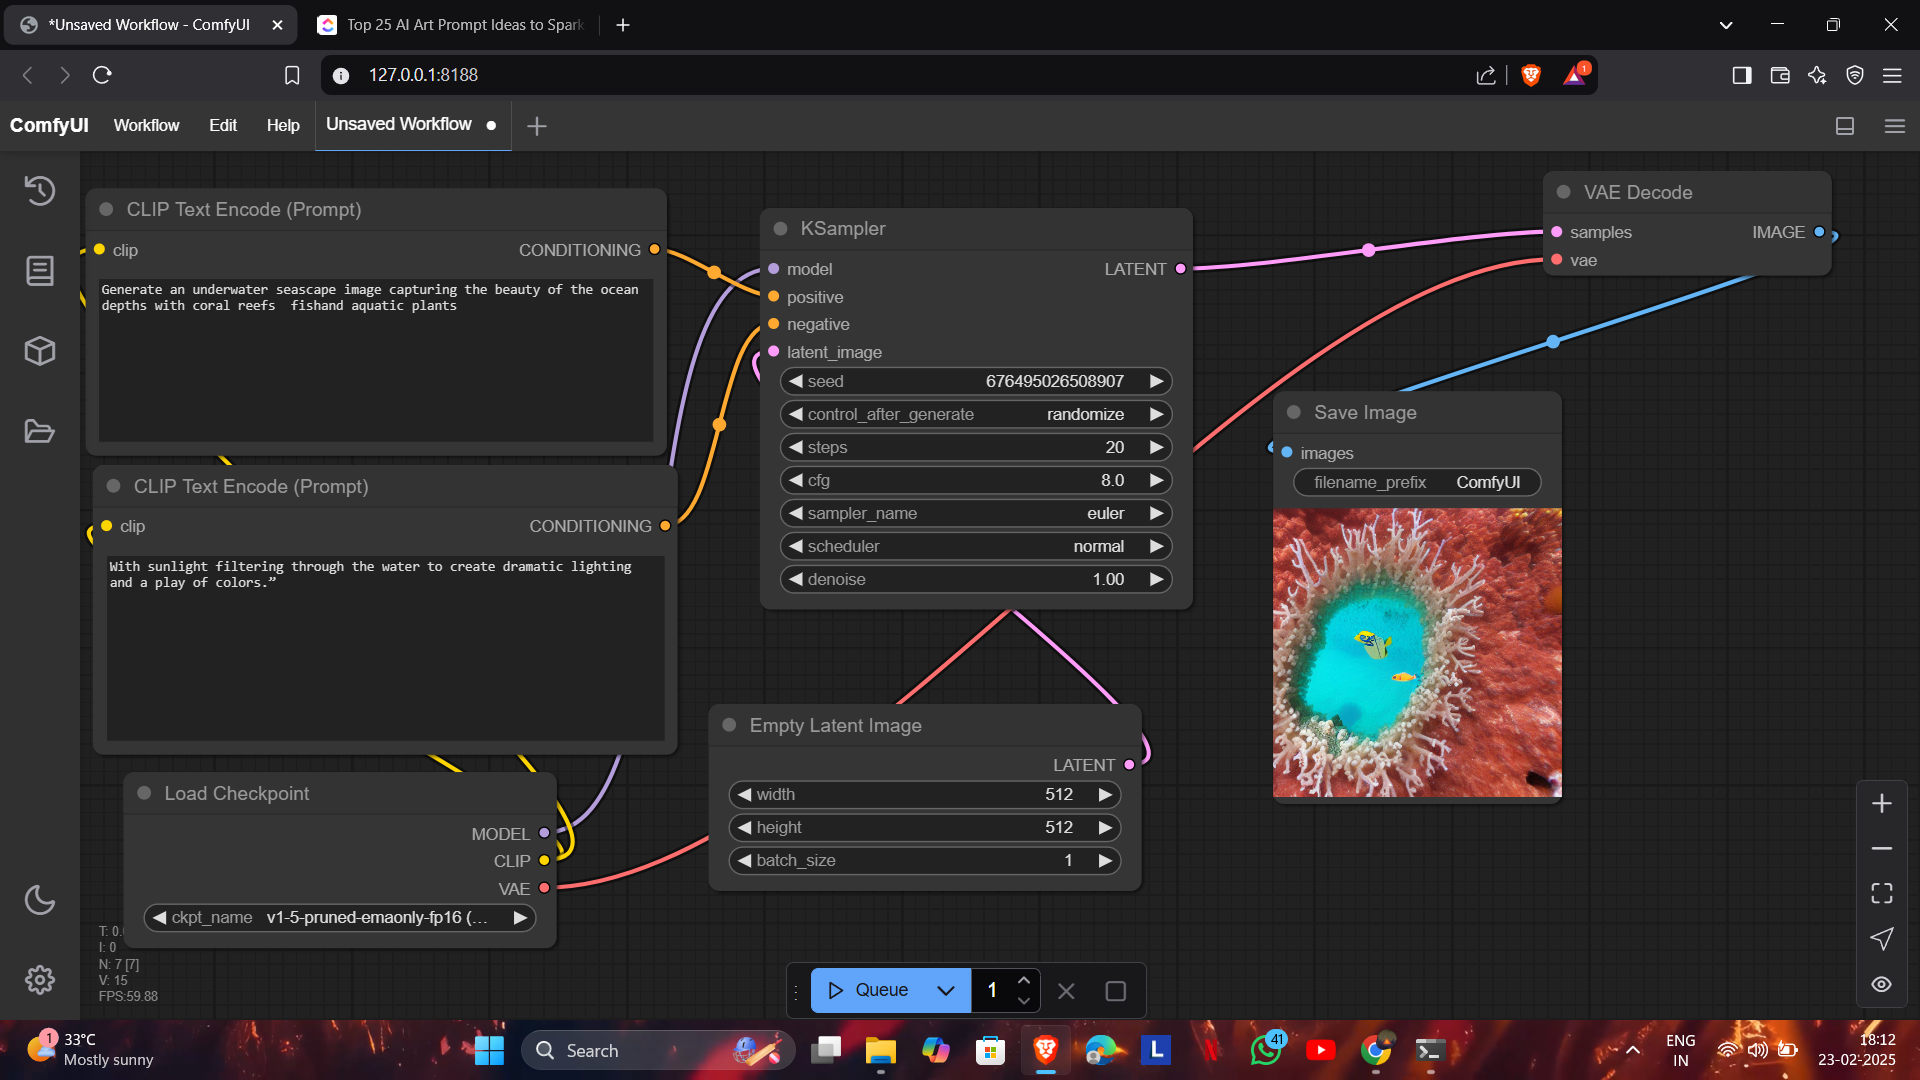 *Unsaved Workflow - ComfyUI
Top 25 AI Art Prompt Ideas to Spark
127.0.0.1:8188
1
ComfyUI
Workflow
Edit
Help
Unsaved Workflow
CLIP Text Encode (Prompt)
clip
CONDITIONING
Generate an underwater seascape image capturing the beauty of the ocean
depths with coral reefs  fishand aquatic plants
CLIP Text Encode (Prompt)
clip
CONDITIONING
With sunlight filtering through the water to create dramatic lighting
and a play of colors.”
Load Checkpoint
MODEL
CLIP
VAE
ckpt_name v1-5-pruned-emaonly-fp16 (...
T: 0.
I: 0
N: 7 [7]
V: 15
FPS:59.88
KSampler
model
LATENT
positive
negative
latent_image
seed 676495026508907
control_after_generate randomize
steps 20
cfg 8.0
sampler_name euler
scheduler normal
denoise 1.00
Empty Latent Image
LATENT
width 512
height 512
batch_size 1
VAE Decode
samples
IMAGE
vae
Save Image
images
filename_prefix ComfyUI
Queue
1
1
33°C
Mostly sunny
Search
L
41
ENG
IN
18:12
23-02-2025